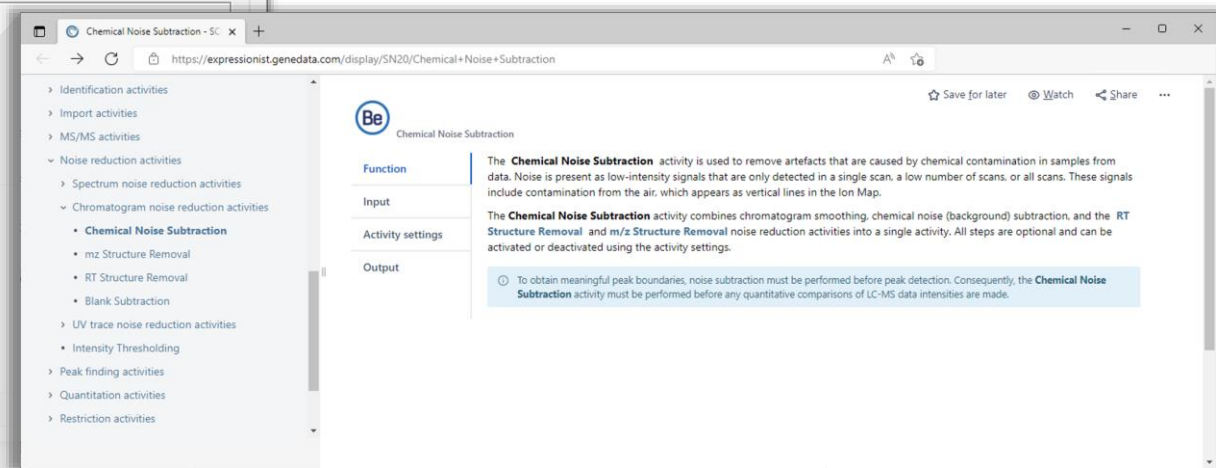 Chemical Noise Subtraction - SC
https://expressionist.genedata.com/display/SN20/Chemical+Noise+Subtraction
Identification activities
Import activities
MS/MS activities
Noise reduction activities
Spectrum noise reduction activities
Chromatogram noise reduction activities
Chemical Noise Subtraction
mz Structure Removal
RT Structure Removal
Blank Subtraction
UV trace noise reduction activities
Intensity Thresholding
Peak finding activities
Quantitation activities
Restriction activities
Save for later Watch Share ...
Be
Chemical Noise Subtraction
Function
Input
Activity settings
Output
The Chemical Noise Subtraction activity is used to remove artefacts that are caused by chemical contamination in samples from
data. Noise is present as low-intensity signals that are only detected in a single scan, a low number of scans, or all scans. These signals
include contamination from the air, which appears as vertical lines in the Ion Map.
The Chemical Noise Subtraction activity combines chromatogram smoothing, chemical noise (background) subtraction, and the RT
Structure Removal and m/z Structure Removal noise reduction activities into a single activity. All steps are optional and can be
activated or deactivated using the activity settings.
To obtain meaningful peak boundaries, noise subtraction must be performed before peak detection. Consequently, the Chemical Noise
Subtraction activity must be performed before any quantitative comparisons of LC-MS data intensities are made.